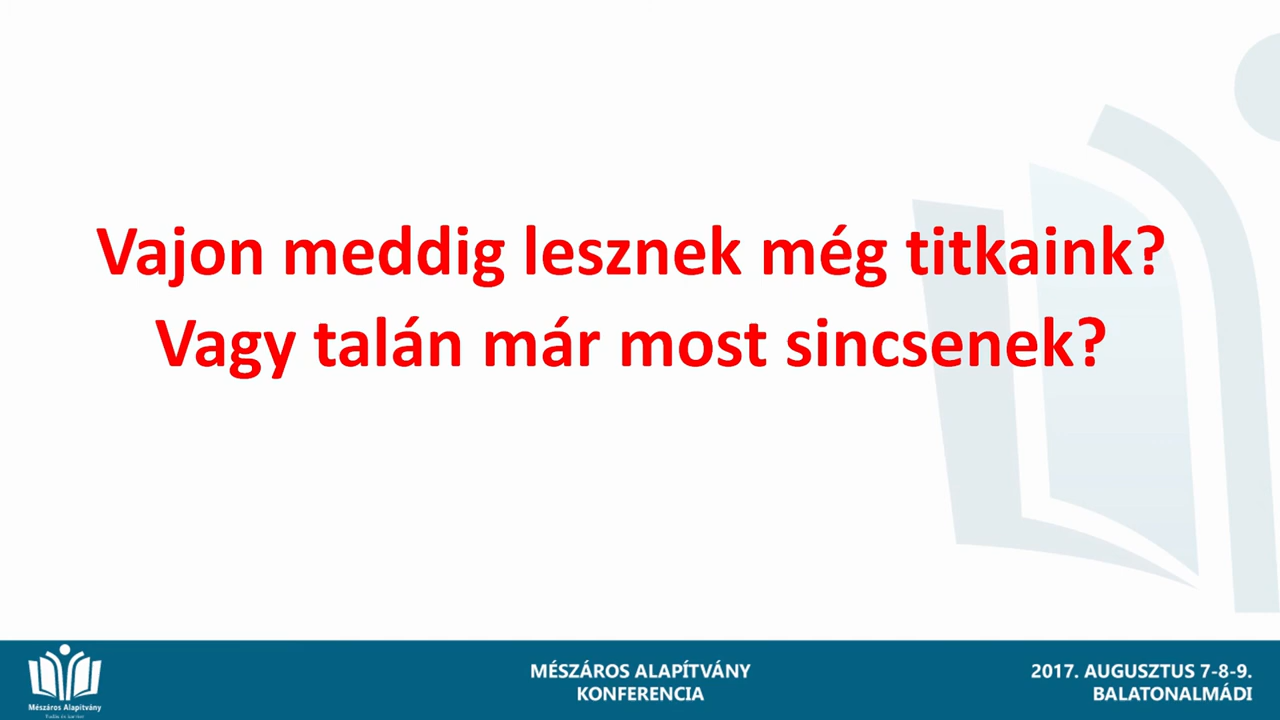 Vajon meddig lesznek még titkaink?
Vagy talán már most sincsenek?
Mészáros Alapítvány
MÉSZÁROS ALAPÍTVÁNY
KONFERENCIA
2017. AUGUSZTUS 7-8-9.
BALATONALMÁDI